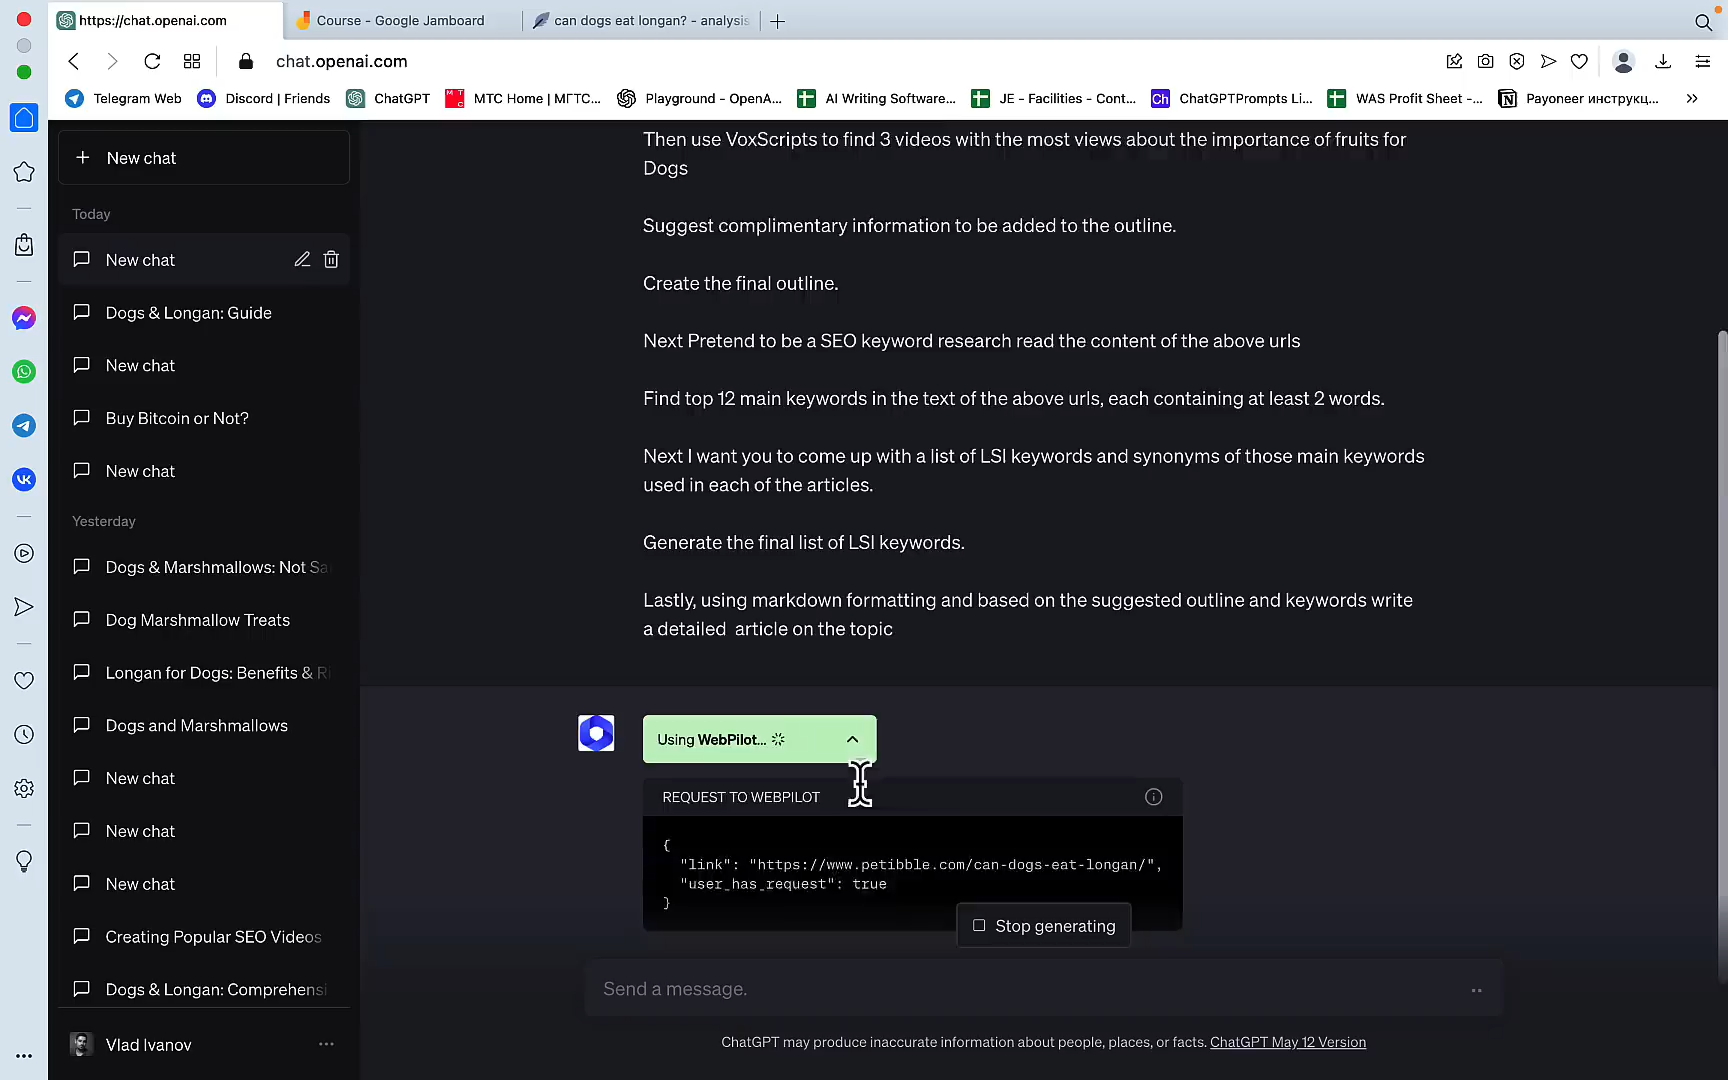 https://chat.openai.com
Course - Google Jamboard
can dogs eat longan? - analysis
chat.openai.com
Telegram Web
Discord | Friends
ChatGPT
МТС Home | МГТС...
Playground - OpenA...
AI Writing Software...
JE - Facilities - Cont...
Ch
ChatGPTPrompts Li...
WAS Profit Sheet -...
Payoneer инструкц...
New chat
Today
New chat
Dogs & Longan: Guide
New chat
Buy Bitcoin or Not?
New chat
Yesterday
Dogs & Marshmallows: Not Sa
Dog Marshmallow Treats
Longan for Dogs: Benefits & R
Dogs and Marshmallows
New chat
New chat
New chat
Creating Popular SEO Videos
Dogs & Longan: Comprehensi
Vlad Ivanov
Then use VoxScripts to find 3 videos with the most views about the importance of fruits for
Dogs
Suggest complimentary information to be added to the outline.
Create the final outline.
Next Pretend to be a SEO keyword research read the content of the above urls
Find top 12 main keywords in the text of the above urls, each containing at least 2 words.
Next I want you to come up with a list of LSI keywords and synonyms of those main keywords
used in each of the articles.
Generate the final list of LSI keywords.
Lastly, using markdown formatting and based on the suggested outline and keywords write
a detailed article on the topic
Using WebPilot...
REQUEST TO WEBPILOT
{
"link": "https://www.petibble.com/can-dogs-eat-longan/",
"user_has_request": true
}
Stop generating
Send a message.
ChatGPT may produce inaccurate information about people, places, or facts. ChatGPT May 12 Version